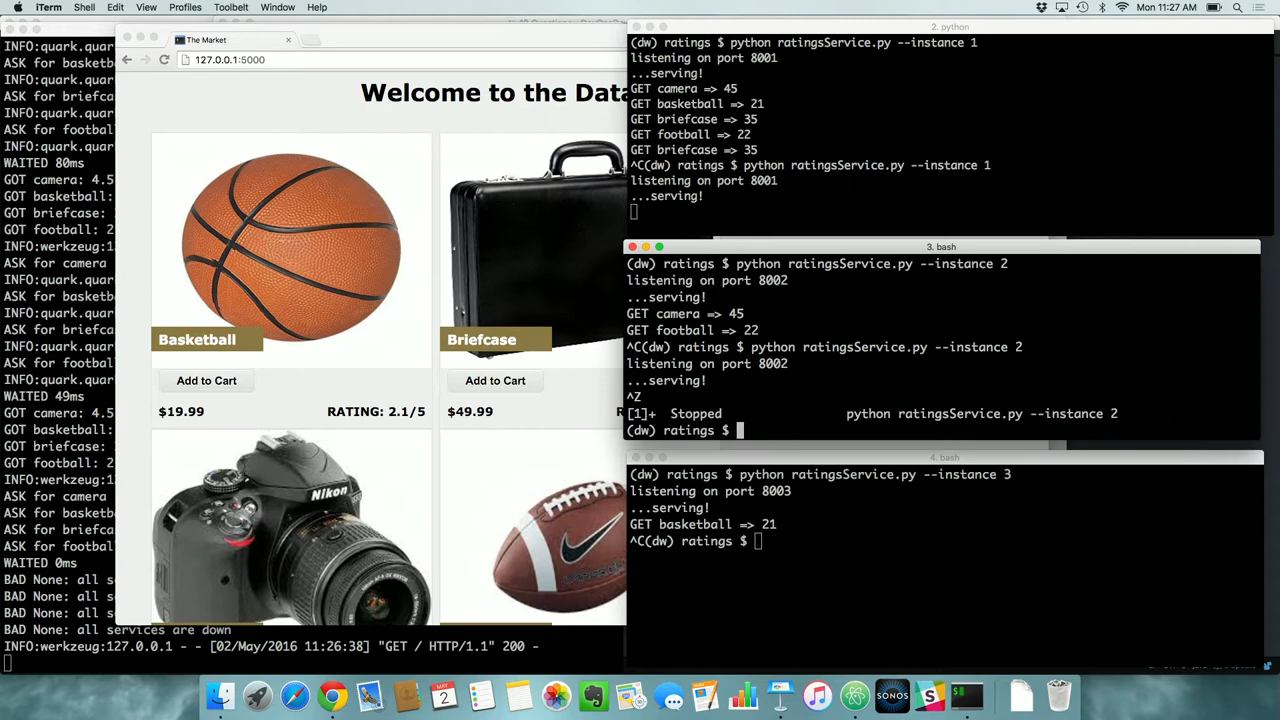 iTerm Shell Edit View Profiles Toolbelt Window Help
Mon 11:27 AM
INFO:quark.quar
ASK for basketb
INFO:quark.quar
ASK for briefca
INFO:quark.quar
ASK for footbal
INFO:quark.quar
WAITED 80ms
GOT camera: 4.5
GOT basketball:
GOT briefcase:
GOT football: 2
INFO:werkzeug:1
ASK for camera
INFO:quark.quar
ASK for basketb
INFO:quark.quar
ASK for briefca
INFO:quark.quar
ASK for footbal
INFO:quark.quar
WAITED 49ms
GOT camera: 4.5
GOT basketball:
GOT briefcase:
GOT football: 2
INFO:werkzeug:1
ASK for camera
ASK for basketb
ASK for briefca
ASK for footbal
WAITED 0ms
BAD None: all s
BAD None: all s
BAD None: all s
BAD None: all services are down
INFO:werkzeug:127.0.0.1 - - [02/May/2016 11:26:38] "GET / HTTP/1.1" 200 -
The Market
127.0.0.1:5000
Welcome to the Data
Basketball
Add to Cart
$19.99 RATING: 2.1/5
Briefcase
Add to Cart
$49.99
Nikon
2. python
(dw) ratings $ python ratingsService.py --instance 1
listening on port 8001
...serving!
GET camera => 45
GET basketball => 21
GET briefcase => 35
GET football => 22
GET briefcase => 35
^C(dw) ratings $ python ratingsService.py --instance 1
listening on port 8001
...serving!
3. bash
(dw) ratings $ python ratingsService.py --instance 2
listening on port 8002
...serving!
GET camera => 45
GET football => 22
^C(dw) ratings $ python ratingsService.py --instance 2
listening on port 8002
...serving!
^Z
[1]+ Stopped python ratingsService.py --instance 2
(dw) ratings $
4. bash
(dw) ratings $ python ratingsService.py --instance 3
listening on port 8003
...serving!
GET basketball => 21
^C(dw) ratings $
MAY
2
SONOS